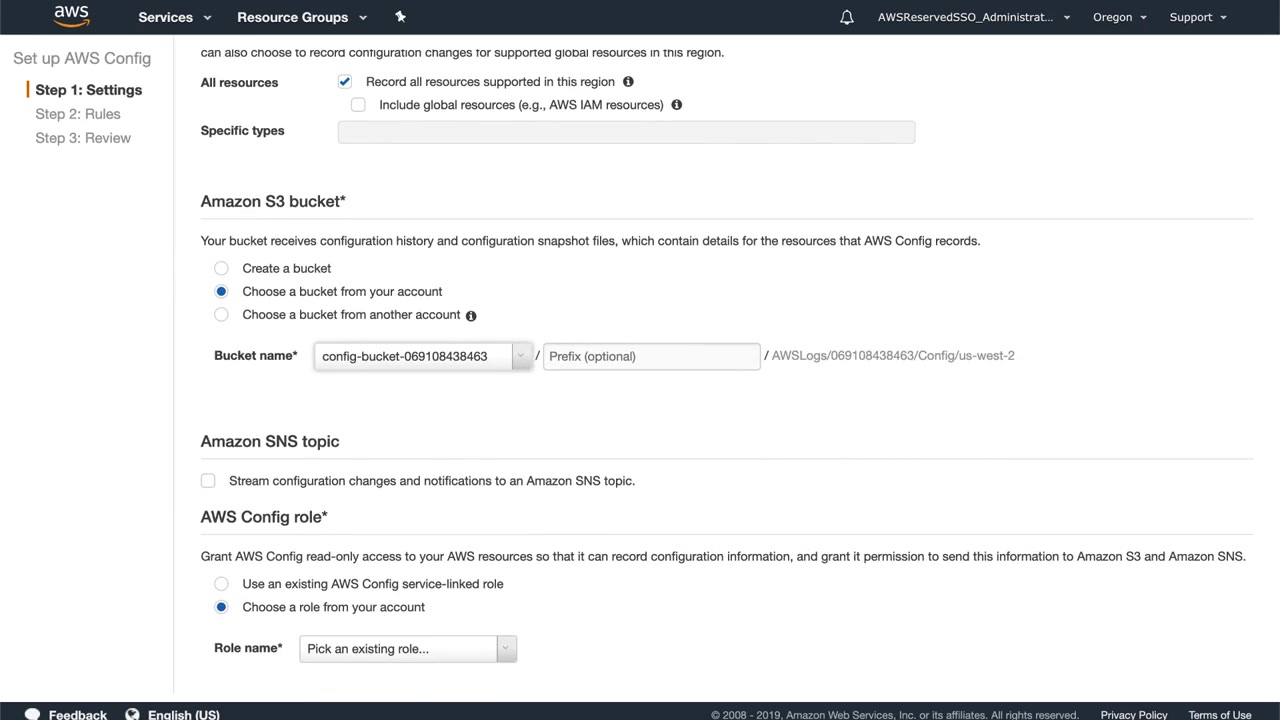 aws Services Resource Groups AWSReservedSSO_Administrat... Oregon Support
Set up AWS Config
Step 1: Settings
Step 2: Rules
Step 3: Review
can also choose to record configuration changes for supported global resources in this region.
All resources Record all resources supported in this region
Include global resources (e.g., AWS IAM resources)
Specific types
Amazon S3 bucket*
Your bucket receives configuration history and configuration snapshot files, which contain details for the resources that AWS Config records.
Create a bucket
Choose a bucket from your account
Choose a bucket from another account
Bucket name* config-bucket-069108438463 / Prefix (optional) / AWSLogs/069108438463/Config/us-west-2
Amazon SNS topic
Stream configuration changes and notifications to an Amazon SNS topic.
AWS Config role*
Grant AWS Config read-only access to your AWS resources so that it can record configuration information, and grant it permission to send this information to Amazon S3 and Amazon SNS.
Use an existing AWS Config service-linked role
Choose a role from your account
Role name* Pick an existing role...
Feedback English (US) © 2008 - 2019, Amazon Web Services, Inc. or its affiliates. All rights reserved. Privacy Policy Terms of Use